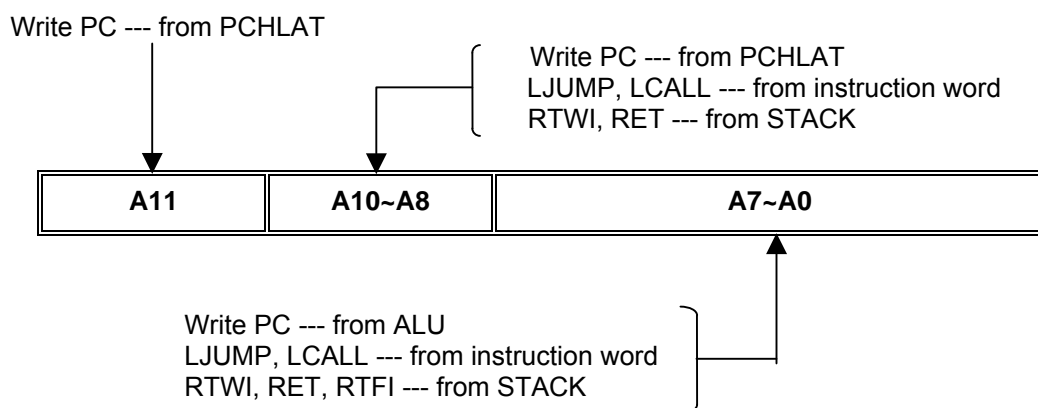 Write PC --- from PCHLAT
Write PC --- from PCHLAT
LJUMP, LCALL --- from instruction word
RTWI, RET --- from STACK
A11 A10~A8 A7~A0
Write PC --- from ALU
LJUMP, LCALL --- from instruction word
RTWI, RET, RTFI --- from STACK